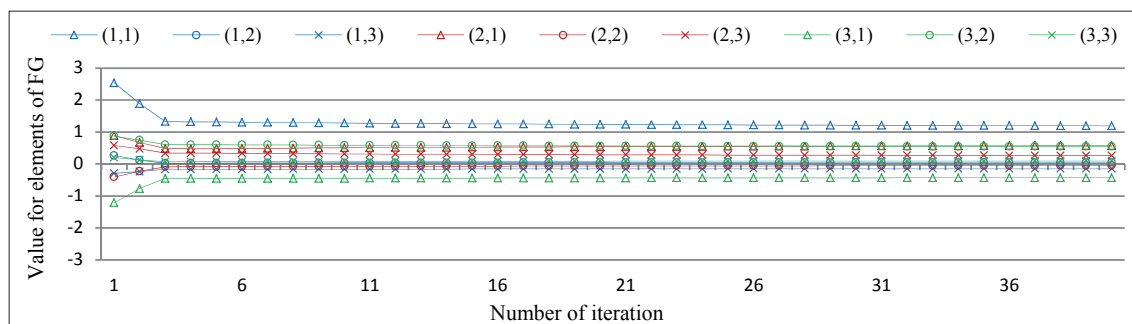 (1,1) (1,2) (1,3) (2,1) (2,2) (2,3) (3,1) (3,2) (3,3)
Value for elements of FG
3
2
1
0
-1
-2
-3
1 6 11 16 21 26 31 36
Number of iteration